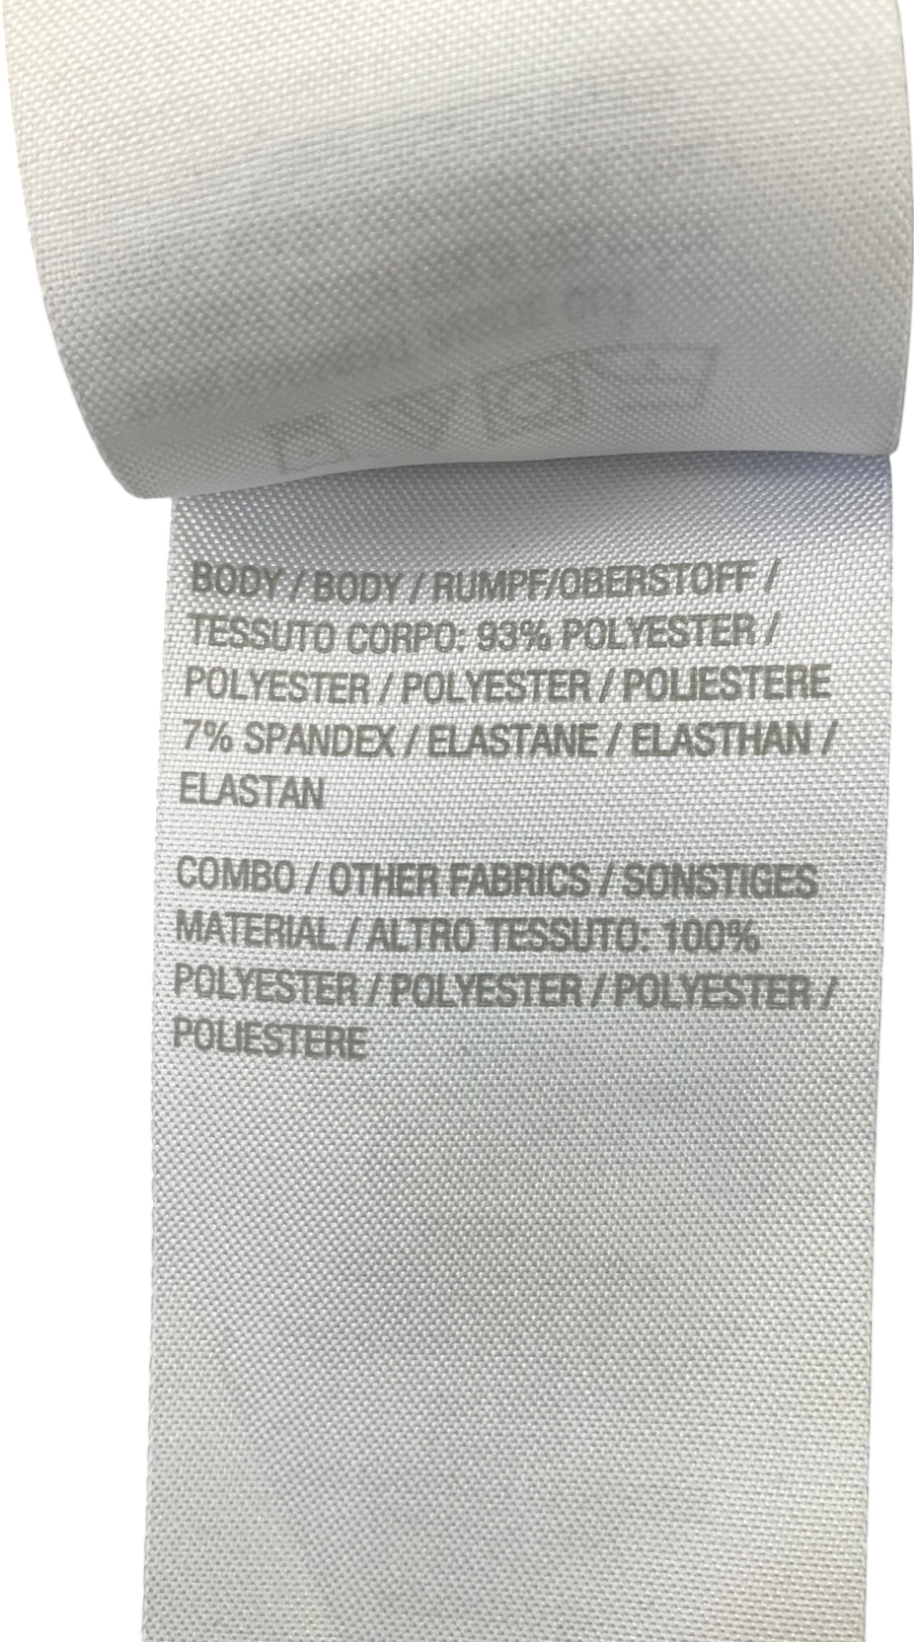 BODY / BODY / RUMPF/OBERSTOFF /
TESSUTO CORPO: 93% POLYESTER /
POLYESTER / POLYESTER / POLIESTERE
7% SPANDEX / ELASTANE / ELASTHAN /
ELASTAN
COMBO / OTHER FABRICS / SONSTIGES
MATERIAL / ALTRO TESSUTO: 100%
POLYESTER / POLYESTER / POLYESTER /
POLIESTERE